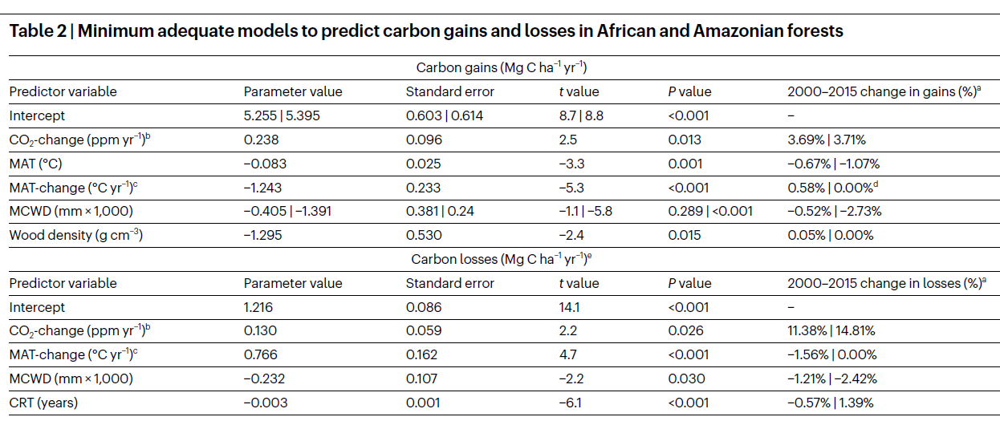 Table 2 | Minimum adequate models to predict carbon gains and losses in African and Amazonian forests
Carbon gains (Mg C ha⁻¹ yr⁻¹)
Predictor variable Parameter value Standard error t value P value 2000–2015 change in gains (%)ᵃ
Intercept 5.255 | 5.395 0.603 | 0.614 8.7 | 8.8 <0.001 –
CO₂-change (ppm yr⁻¹)ᵇ 0.238 0.096 2.5 0.013 3.69% | 3.71%
MAT (°C) −0.083 0.025 −3.3 0.001 −0.67% | −1.07%
MAT-change (°C yr⁻¹)ᶜ −1.243 0.233 −5.3 <0.001 0.58% | 0.00%ᵈ
MCWD (mm × 1,000) −0.405 | −1.391 0.381 | 0.24 −1.1 | −5.8 0.289 | <0.001 −0.52% | −2.73%
Wood density (g cm⁻³) −1.295 0.530 −2.4 0.015 0.05% | 0.00%
Carbon losses (Mg C ha⁻¹ yr⁻¹)ᵉ
Predictor variable Parameter value Standard error t value P value 2000–2015 change in losses (%)ᵃ
Intercept 1.216 0.086 14.1 <0.001 –
CO₂-change (ppm yr⁻¹)ᵇ 0.130 0.059 2.2 0.026 11.38% | 14.81%
MAT-change (°C yr⁻¹)ᶜ 0.766 0.162 4.7 <0.001 −1.56% | 0.00%
MCWD (mm × 1,000) −0.232 0.107 −2.2 0.030 −1.21% | −2.42%
CRT (years) −0.003 0.001 −6.1 <0.001 −0.57% | 1.39%